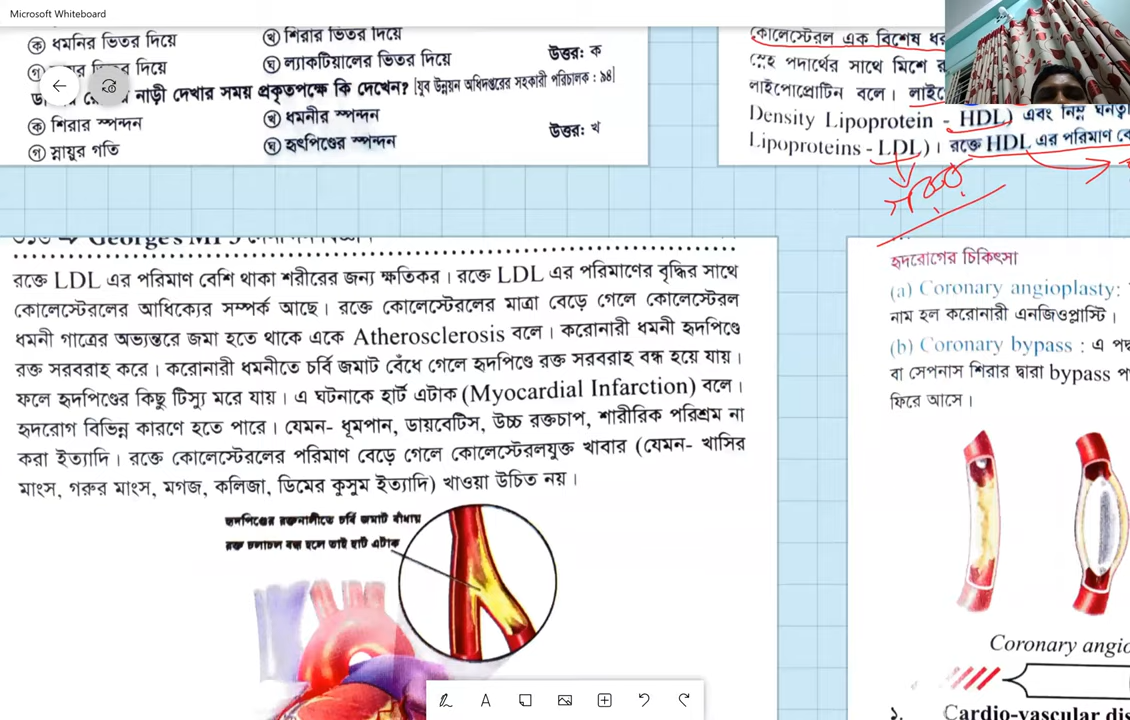 Microsoft Whiteboard
ⓚ ধমনির ভিতর দিয়ে
ⓗ শিরার ভিতর দিয়ে
দিয়ে
ⓖ ল্যাকটিয়ালের ভিতর দিয়ে
উত্তর: ক
নাড়ী দেখার সময় প্রকৃতপক্ষে কি দেখেন? [যুব উন্নয়ন অধিদপ্তরের সহকারী পরিচালক : ৯৪]
ⓚ শিরার স্পন্দন
ধমনীর স্পন্দন
স্নায়ুর গতি
হৃৎপিণ্ডের স্পন্দন
উত্তর: খ
কোলেস্টেরল এক বিশেষ
স্নেহ পদার্থের সাথে মিশে
লাইপোপ্রোটিন বলে।
Density Lipoprotein - HDL) এবং নিম্ন
Lipoproteins - LDL)। রক্তে HDL এর পরিমাণ
George's MP3
রক্তে LDL এর পরিমাণ বেশি থাকা শরীরের জন্য ক্ষতিকর। রক্তে LDL এর পরিমাণের বৃদ্ধির সাথে
কোলেস্টেরলের আধিক্যের সম্পর্ক আছে। রক্তে কোলেস্টেরলের মাত্রা বেড়ে গেলে কোলেস্টেরল
ধমনী গাত্রের অভ্যন্তরে জমা হতে থাকে একে Atherosclerosis বলে। করোনারী ধমনী হৃদপিণ্ডে
রক্ত সরবরাহ করে। করোনারী ধমনীতে চর্বি জমাট বেঁধে গেলে হৃদপিণ্ডে রক্ত সরবরাহ বন্ধ হয়ে যায়।
ফলে হৃদপিণ্ডের কিছু টিস্যু মরে যায়। এ ঘটনাকে হার্ট এটাক (Myocardial Infarction) বলে।
হৃদরোগ বিভিন্ন কারণে হতে পারে। যেমন- ধূমপান, ডায়বেটিস, উচ্চ রক্তচাপ, শারীরিক পরিশ্রম না
করা ইত্যাদি। রক্তে কোলেস্টেরলের পরিমাণ বেড়ে গেলে কোলেস্টেরলযুক্ত খাবার (যেমন- খাসির
মাংস, গরুর মাংস, মগজ, কলিজা, ডিমের কুসুম ইত্যাদি) খাওয়া উচিত নয়।
হৃদপিণ্ডের রক্তনালীতে চর্বি জমাট বাঁধায়
রক্ত চলাচল বন্ধ হলে তাই হার্ট এটাক
হৃদরোগের চিকিৎসা
(a) Coronary angioplasty:
নাম হল করোনারী এনজিওপ্লাস্টি।
(b) Coronary bypass : এ
বা সেপনাস শিরার দ্বারা bypass
ফিরে আসে।
Coronary
১. Cardio-vascular